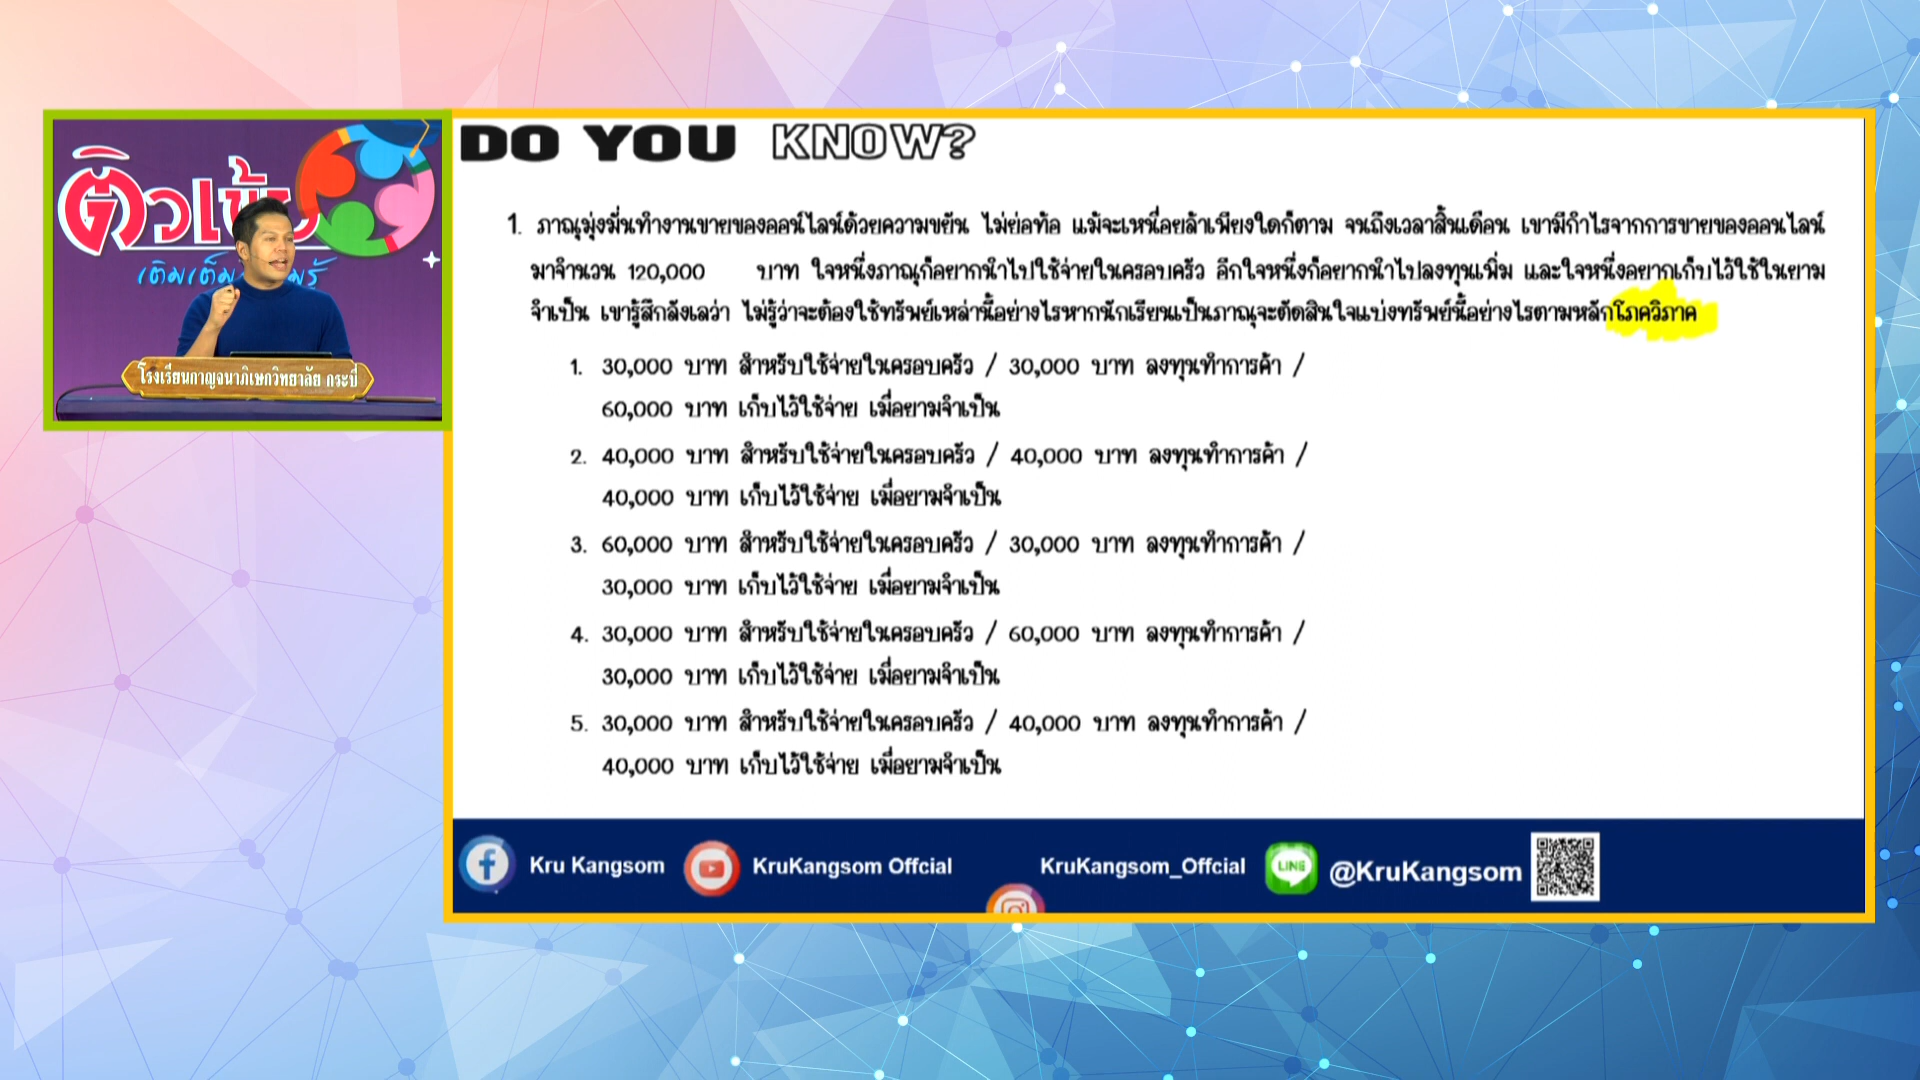 DO YOU KNOW?
ติวเข้ม
โรงเรียนกาญจนาภิเษกวิทยาลัย กระบี่
1. ภาณุมุ่งมั่นทำงานขายของออนไลน์ด้วยความขยัน ไม่ย่อท้อ แม้จะเหนื่อยล้าเพียงใดก็ตาม จนถึงเวลาสิ้นเดือน เขามีกำไรจากการขายของออนไลน์
มาจำนวน 120,000 บาท ใจหนึ่งภาณุก็อยากนำไปใช้จ่ายในครอบครัว อีกใจหนึ่งก็อยากนำไปลงทุนเพิ่ม และใจหนึ่งอยากเก็บไว้ใช้ในยาม
จำเป็น เขารู้สึกลังเลว่า ไม่รู้ว่าจะต้องใช้ทรัพย์เหล่านี้อย่างไรหากนักเรียนเป็นภาณุจะตัดสินใจแบ่งทรัพย์นี้อย่างไรตามหลักโภควิภาค
1. 30,000 บาท สำหรับใช้จ่ายในครอบครัว / 30,000 บาท ลงทุนทำการค้า /
60,000 บาท เก็บไว้ใช้จ่าย เมื่อยามจำเป็น
2. 40,000 บาท สำหรับใช้จ่ายในครอบครัว / 40,000 บาท ลงทุนทำการค้า /
40,000 บาท เก็บไว้ใช้จ่าย เมื่อยามจำเป็น
3. 60,000 บาท สำหรับใช้จ่ายในครอบครัว / 30,000 บาท ลงทุนทำการค้า /
30,000 บาท เก็บไว้ใช้จ่าย เมื่อยามจำเป็น
4. 30,000 บาท สำหรับใช้จ่ายในครอบครัว / 60,000 บาท ลงทุนทำการค้า /
30,000 บาท เก็บไว้ใช้จ่าย เมื่อยามจำเป็น
5. 30,000 บาท สำหรับใช้จ่ายในครอบครัว / 40,000 บาท ลงทุนทำการค้า /
40,000 บาท เก็บไว้ใช้จ่าย เมื่อยามจำเป็น
Kru Kangsom KruKangsom Offcial KruKangsom_Offcial LINE @KruKangsom